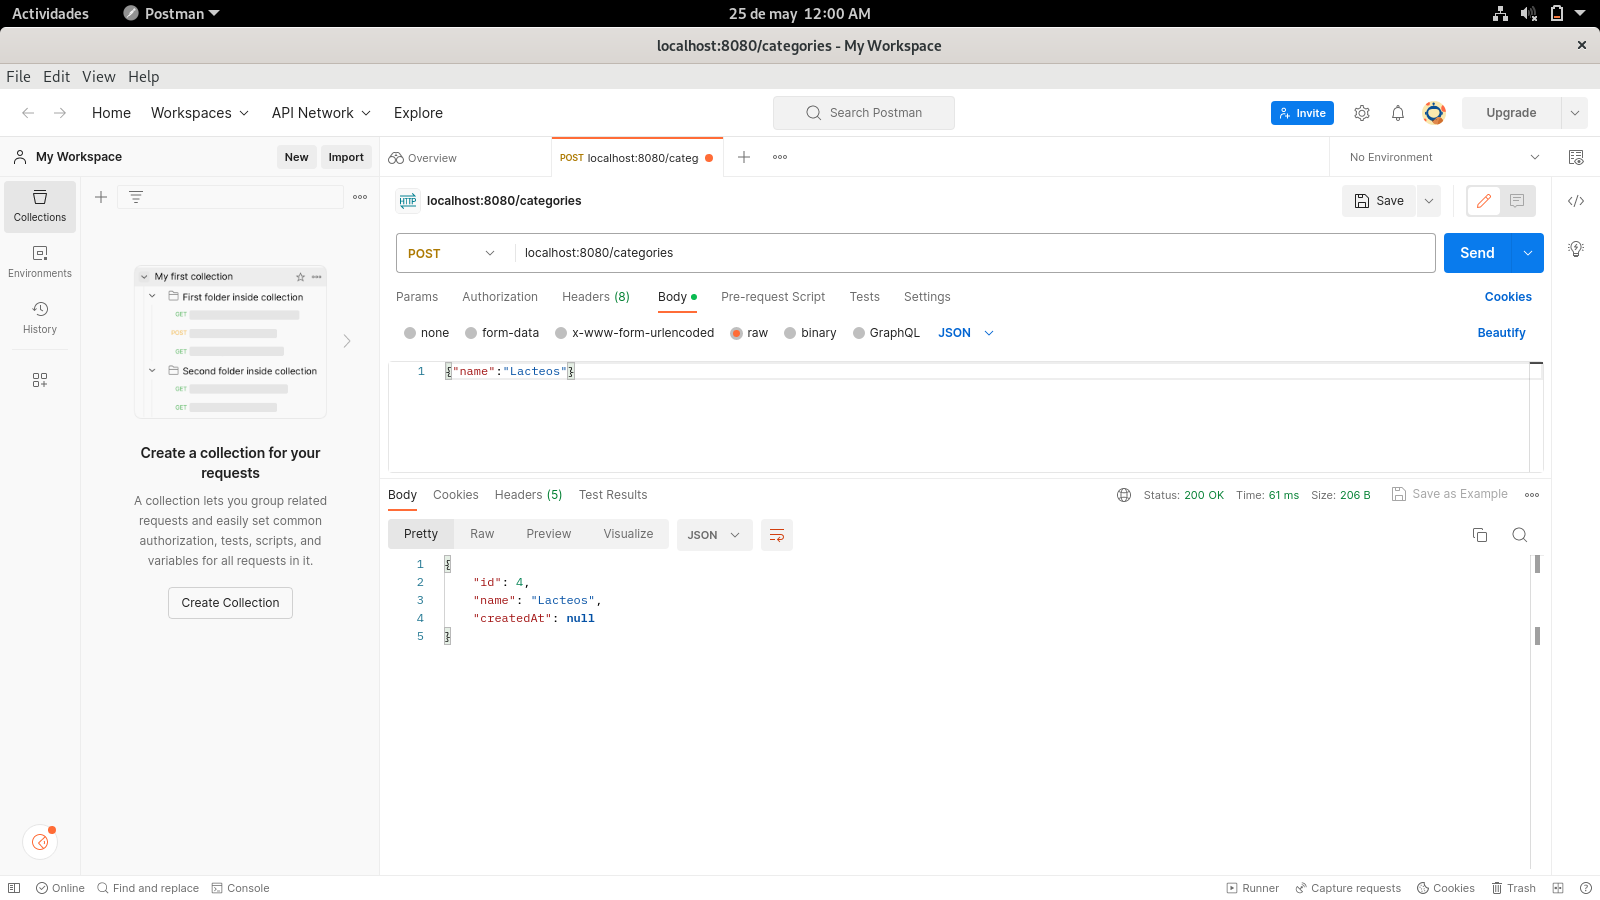 Actividades Postman 25 de may 12:00 AM
localhost:8080/categories - My Workspace
File Edit View Help
Home Workspaces API Network Explore Search Postman Invite Upgrade
My Workspace New Import Overview POST localhost:8080/categ No Environment
Collections
Environments
History
My first collection
First folder inside collection
GET
POST
GET
Second folder inside collection
GET
GET
Create a collection for your
requests
A collection lets you group related
requests and easily set common
authorization, tests, scripts, and
variables for all requests in it.
Create Collection
HTTP localhost:8080/categories Save
POST localhost:8080/categories Send
Params Authorization Headers (8) Body Pre-request Script Tests Settings Cookies
none form-data x-www-form-urlencoded raw binary GraphQL JSON Beautify
1 {"name":"Lacteos"}
Body Cookies Headers (5) Test Results Status: 200 OK Time: 61 ms Size: 206 B Save as Example
Pretty Raw Preview Visualize JSON
1 {
2 "id": 4,
3 "name": "Lacteos",
4 "createdAt": null
5 }
Online Find and replace Console Runner Capture requests Cookies Trash